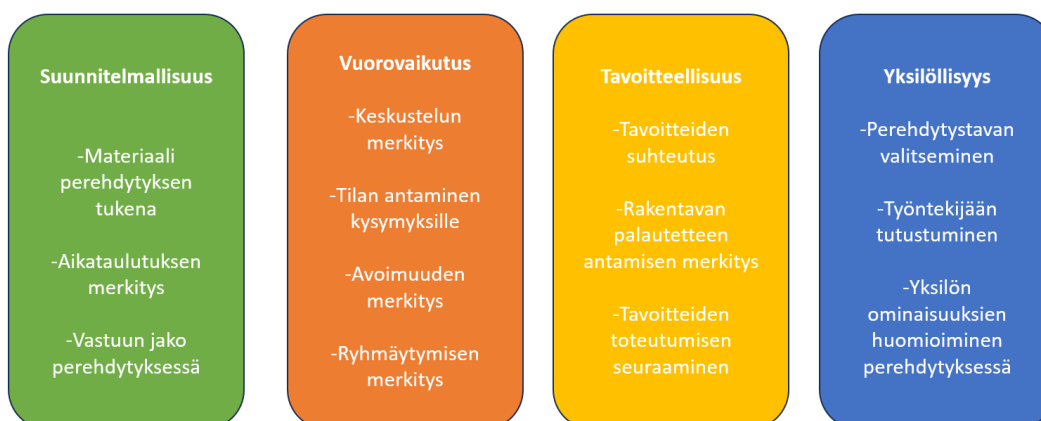 Suunnitelmallisuus
-Materiaali
perehdytyksen
tukena
-Aikataulutuksen
merkitys
-Vastuun jako
perehdytyksessä
Vuorovaikutus
-Keskustelun
merkitys
-Tilan antaminen
kysymyksille
-Avoimuuden
merkitys
-Ryhmäytymisen
merkitys
Tavoitteellisuus
-Tavoitteiden
suhteutus
-Rakentavan
palautetteen
antamisen merkitys
-Tavoitteiden
toteutumisen
seuraaminen
Yksilöllisyys
-Perehdytystavan
valitseminen
-Työntekijään
tutustuminen
-Yksilön
ominaisuuksien
huomioiminen
perehdytyksessä